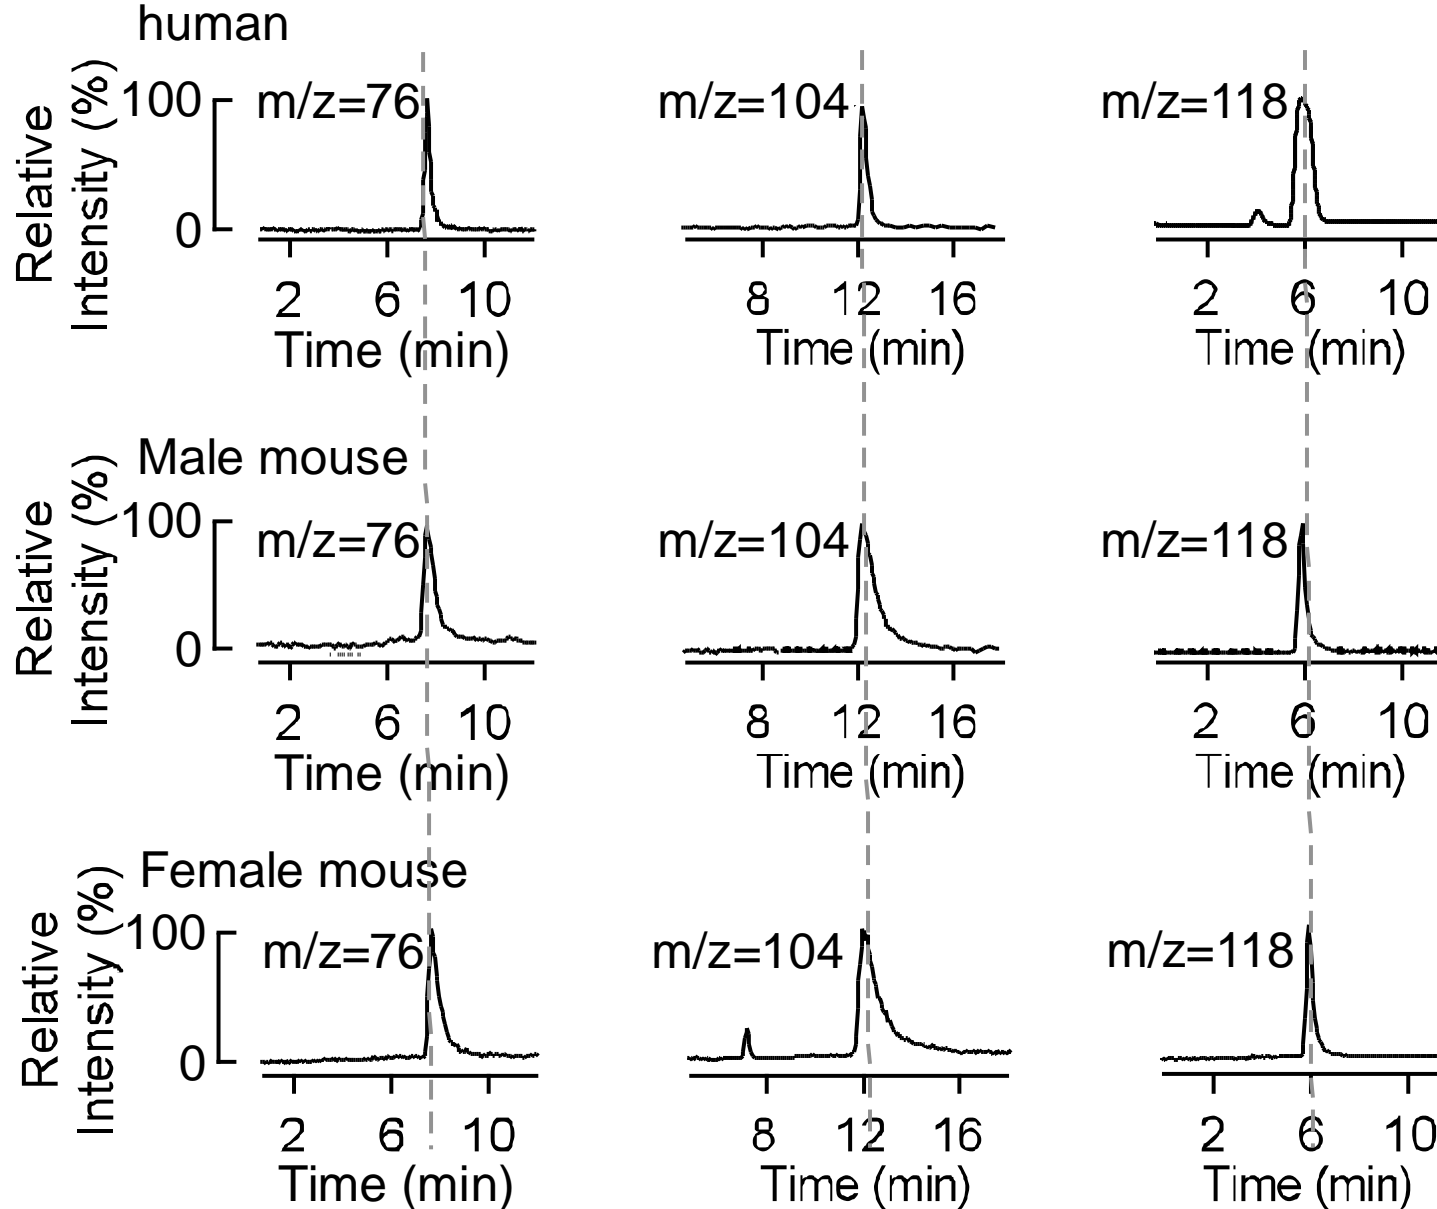 human
Relative
Intensity (%)
100
0
m/z=76
2 6 10
Time (min)
m/z=104
8 12 16
Time (min)
m/z=118
2 6 10
Time (min)
Male mouse
Relative
Intensity (%)
100
0
m/z=76
2 6 10
Time (min)
m/z=104
8 12 16
Time (min)
m/z=118
2 6 10
Time (min)
Female mouse
Relative
Intensity (%)
100
0
m/z=76
2 6 10
Time (min)
m/z=104
8 12 16
Time (min)
m/z=118
2 6 10
Time (min)